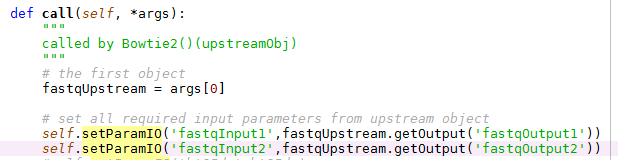 def call(self, *args):
"""
called by Bowtie2()(upstreamObj)
"""
# the first object
fastqUpstream = args[0]
# set all required input parameters from upstream object
self.setParamIO('fastqInput1',fastqUpstream.getOutput('fastqOutput1'))
self.setParamIO('fastqInput2',fastqUpstream.getOutput('fastqOutput2'))